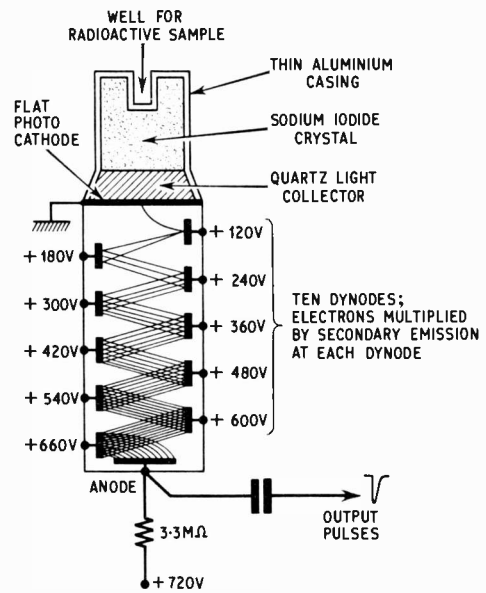 WELL FOR
RADIOACTIVE SAMPLE
THIN ALUMINIUM
CASING
FLAT
PHOTO
CATHODE
SODIUM IODIDE
CRYSTAL
QUARTZ LIGHT
COLLECTOR
+ 120V
+ 180V
+ 240V
+ 300V
+ 360V
+ 420V
+ 480V
+ 540V
+ 600V
+ 660V
TEN DYNODES;
ELECTRONS MULTIPLIED
BY SECONDARY EMISSION
AT EACH DYNODE
ANODE
OUTPUT
PULSES
3·3MΩ
+ 720V